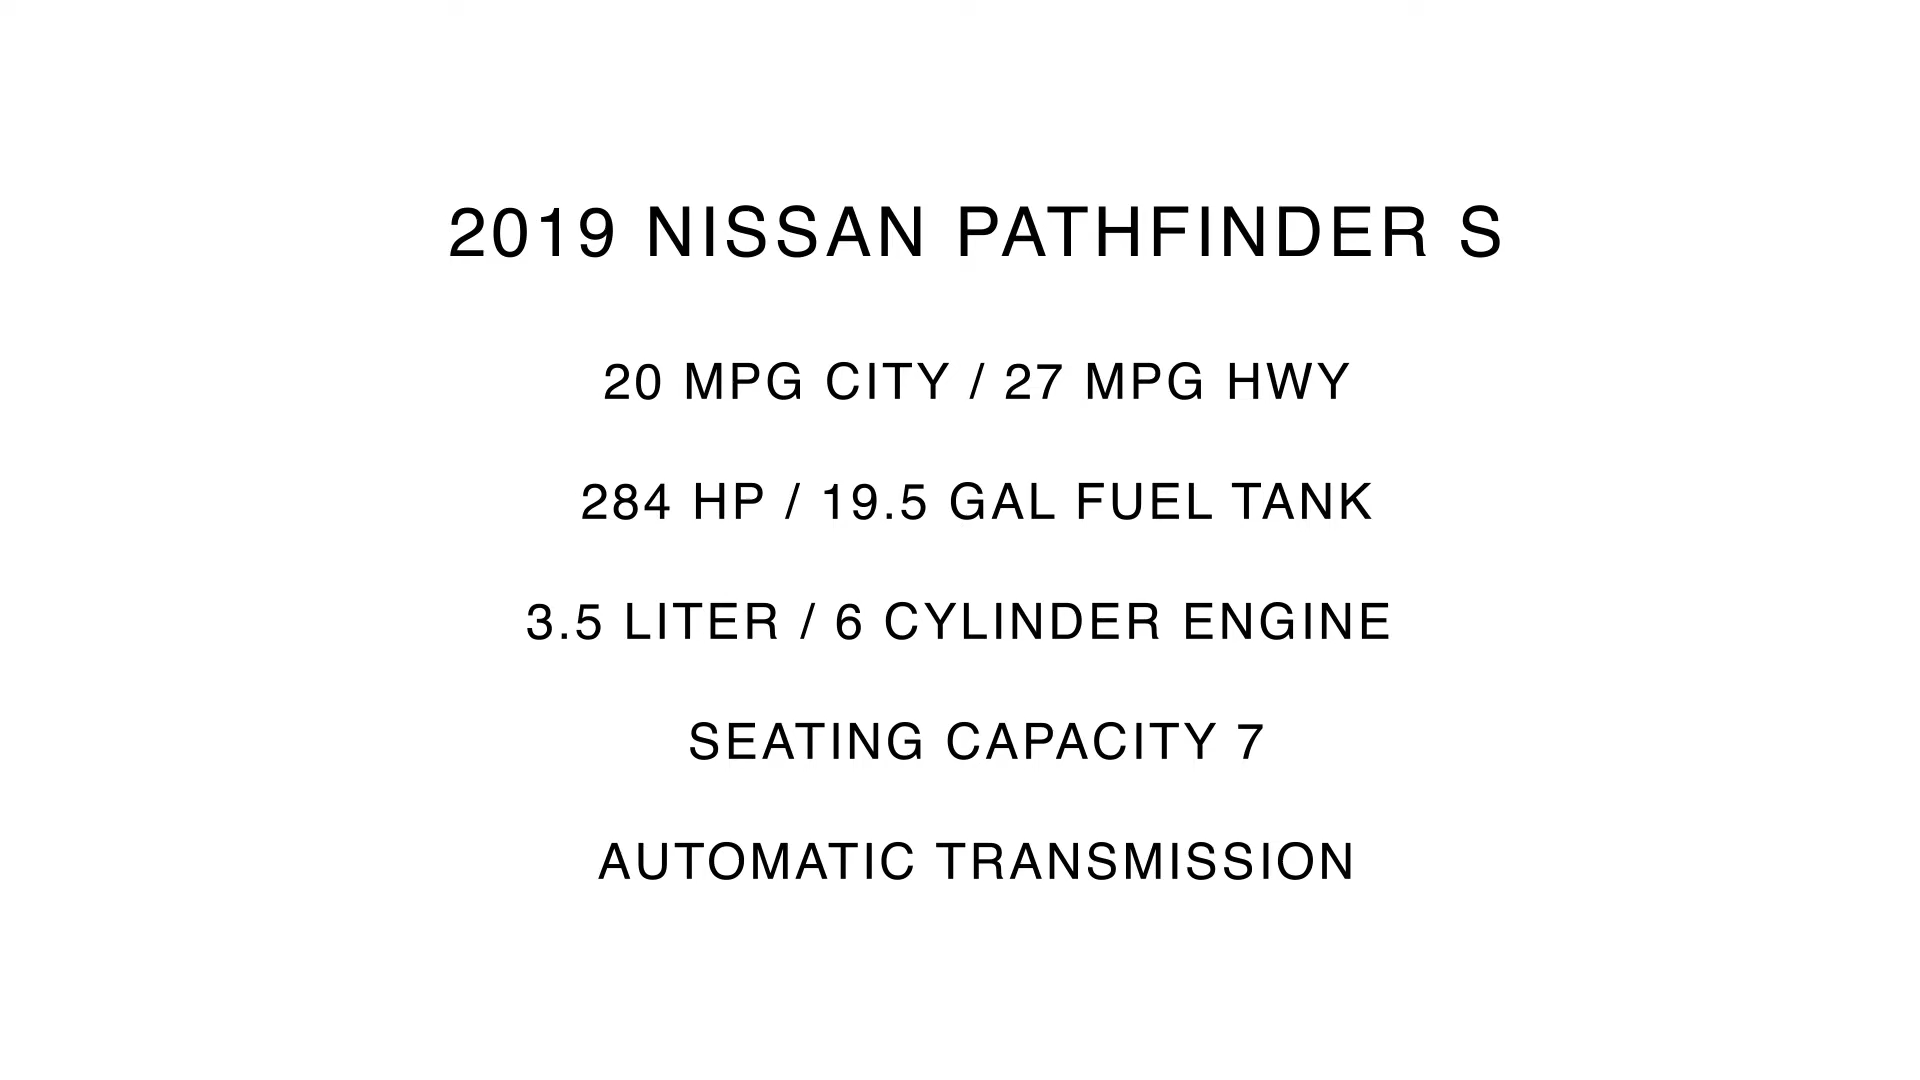 2019 NISSAN PATHFINDER S
20 MPG CITY / 27 MPG HWY
284 HP / 19.5 GAL FUEL TANK
3.5 LITER / 6 CYLINDER ENGINE
SEATING CAPACITY 7
AUTOMATIC TRANSMISSION